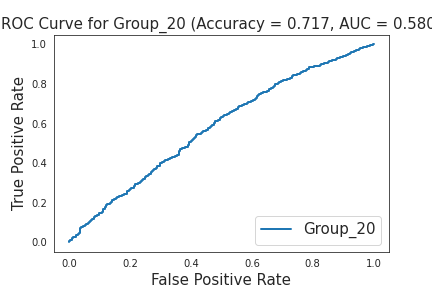 ROC Curve for Group_20 (Accuracy = 0.717, AUC = 0.580
1.0
0.8
0.6
0.4
0.2
0.0
True Positive Rate
Group_20
0.0 0.2 0.4 0.6 0.8 1.0
False Positive Rate